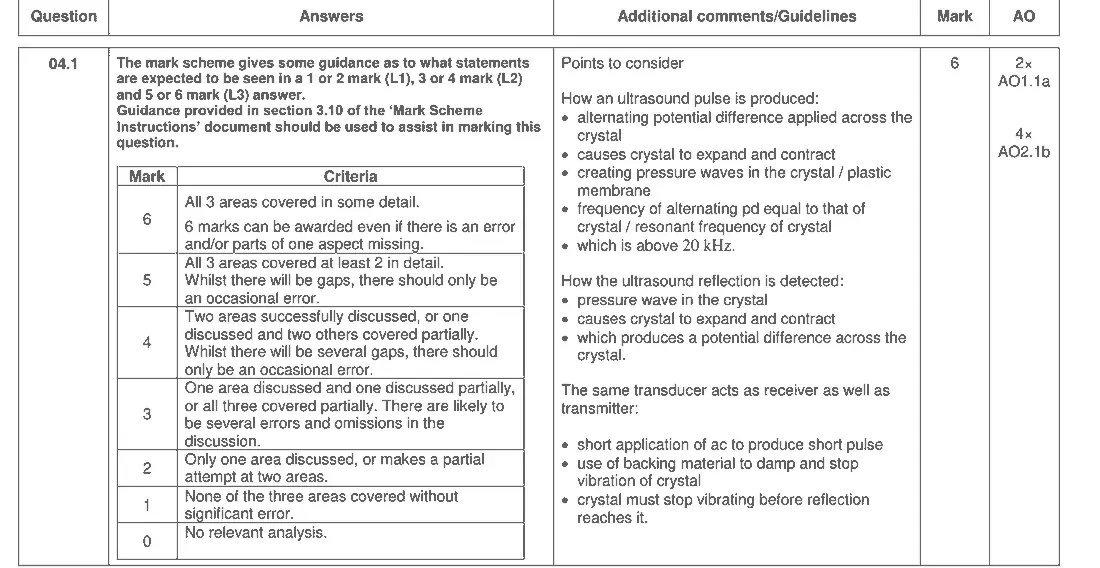 Question Answers Additional comments/Guidelines Mark AO
04.1
The mark scheme gives some guidance as to what statements
are expected to be seen in a 1 or 2 mark (L1), 3 or 4 mark (L2)
and 5 or 6 mark (L3) answer.
Guidance provided in section 3.10 of the ‘Mark Scheme
Instructions’ document should be used to assist in marking this
question.
Mark Criteria
6
All 3 areas covered in some detail.
6 marks can be awarded even if there is an error
and/or parts of one aspect missing.
5
All 3 areas covered at least 2 in detail.
Whilst there will be gaps, there should only be
an occasional error.
4
Two areas successfully discussed, or one
discussed and two others covered partially.
Whilst there will be several gaps, there should
only be an occasional error.
3
One area discussed and one discussed partially,
or all three covered partially. There are likely to
be several errors and omissions in the
discussion.
2
Only one area discussed, or makes a partial
attempt at two areas.
1
None of the three areas covered without
significant error.
0
No relevant analysis.
Points to consider
How an ultrasound pulse is produced:
• alternating potential difference applied across the
crystal
• causes crystal to expand and contract
• creating pressure waves in the crystal / plastic
membrane
• frequency of alternating pd equal to that of
crystal / resonant frequency of crystal
• which is above 20 kHz.
How the ultrasound reflection is detected:
• pressure wave in the crystal
• causes crystal to expand and contract
• which produces a potential difference across the
crystal.
The same transducer acts as receiver as well as
transmitter:
• short application of ac to produce short pulse
• use of backing material to damp and stop
vibration of crystal
• crystal must stop vibrating before reflection
reaches it.
6
2×
AO1.1a
4×
AO2.1b